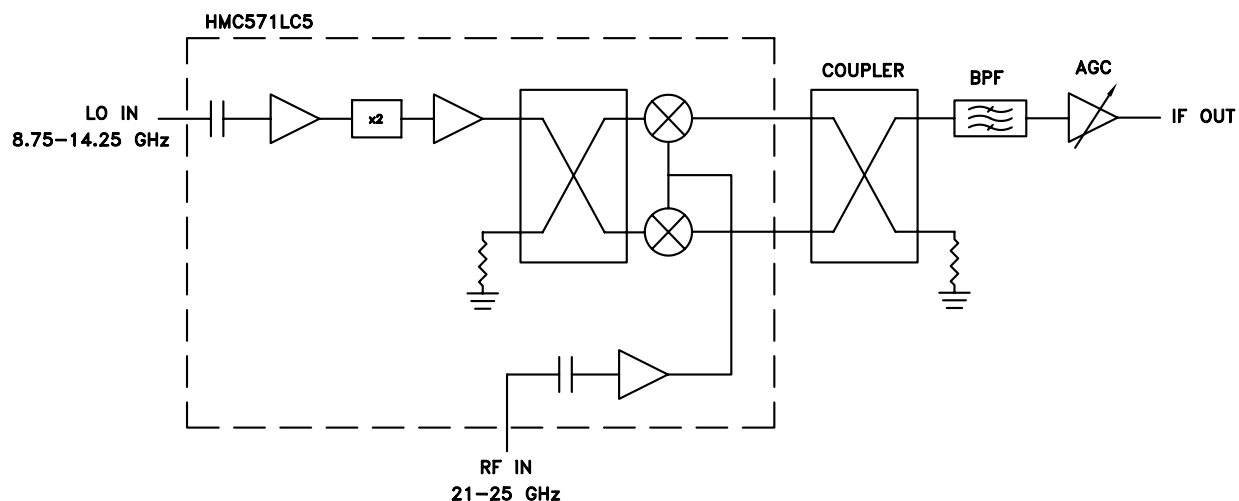 HMC571LC5
COUPLER
BPF
AGC
LO IN
8.75–14.25 GHz
x2
IF OUT
RF IN
21–25 GHz